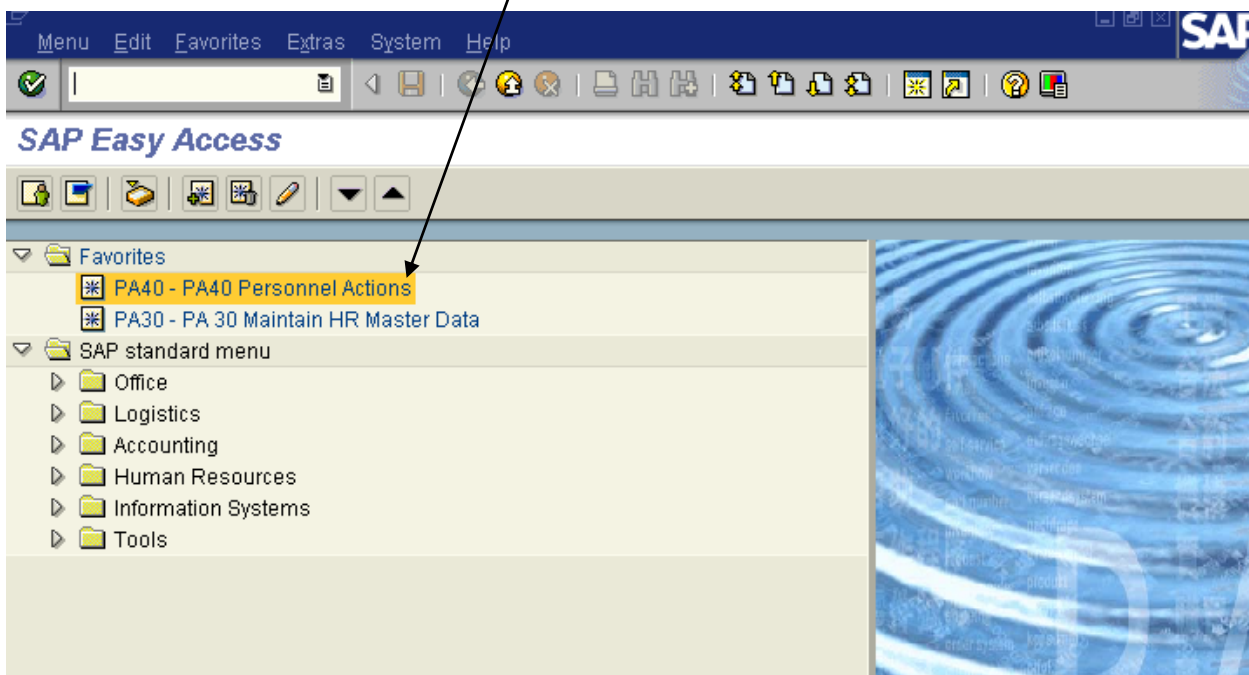 Menu Edit Favorites Extras System Help
SAP Easy Access
Favorites
PA40 - PA40 Personnel Actions
PA30 - PA 30 Maintain HR Master Data
SAP standard menu
Office
Logistics
Accounting
Human Resources
Information Systems
Tools